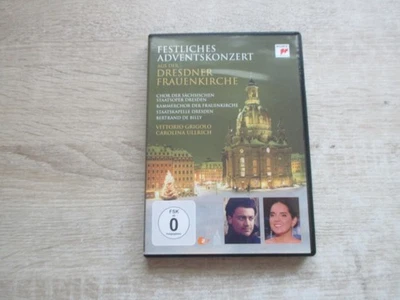 FESTLICHES
ADVENTSKONZERT
AUS DER
DRESDNER
FRAUENKIRCHE
CHOR DER SÄCHSISCHEN
STAATSOPER DRESDEN
KAMMERCHOR DER FRAUENKIRCHE
STAATSKAPELLE DRESDEN
BERTRAND DE BILLY
VITTORIO GRIGOLO
CAROLINA ULLRICH
FSK
0